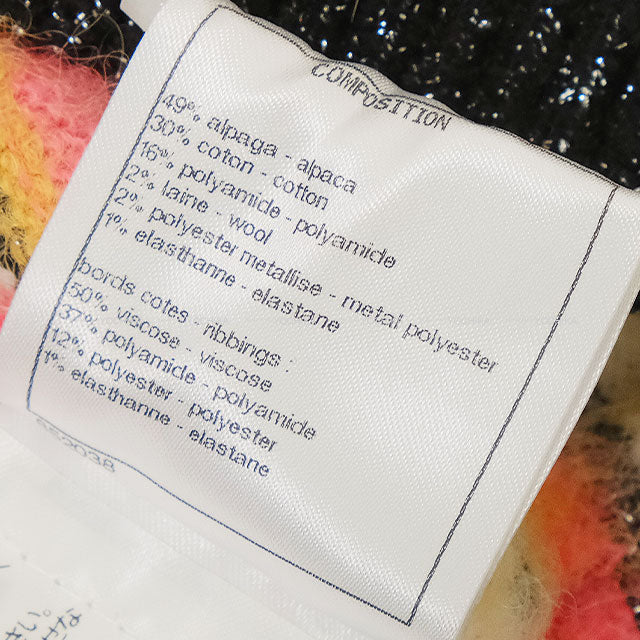 COMPOSITION
49% alpaga - alpaca
30% coton - cotton
16% polyamide - polyamide
2% laine - wool
2% polyester metallise - metal polyester
1% elasthanne - elastane
bords cotes - ribbings :
50% viscose - viscose
37% polyamide - polyamide
12% polyester - polyester
1% elasthanne - elastane